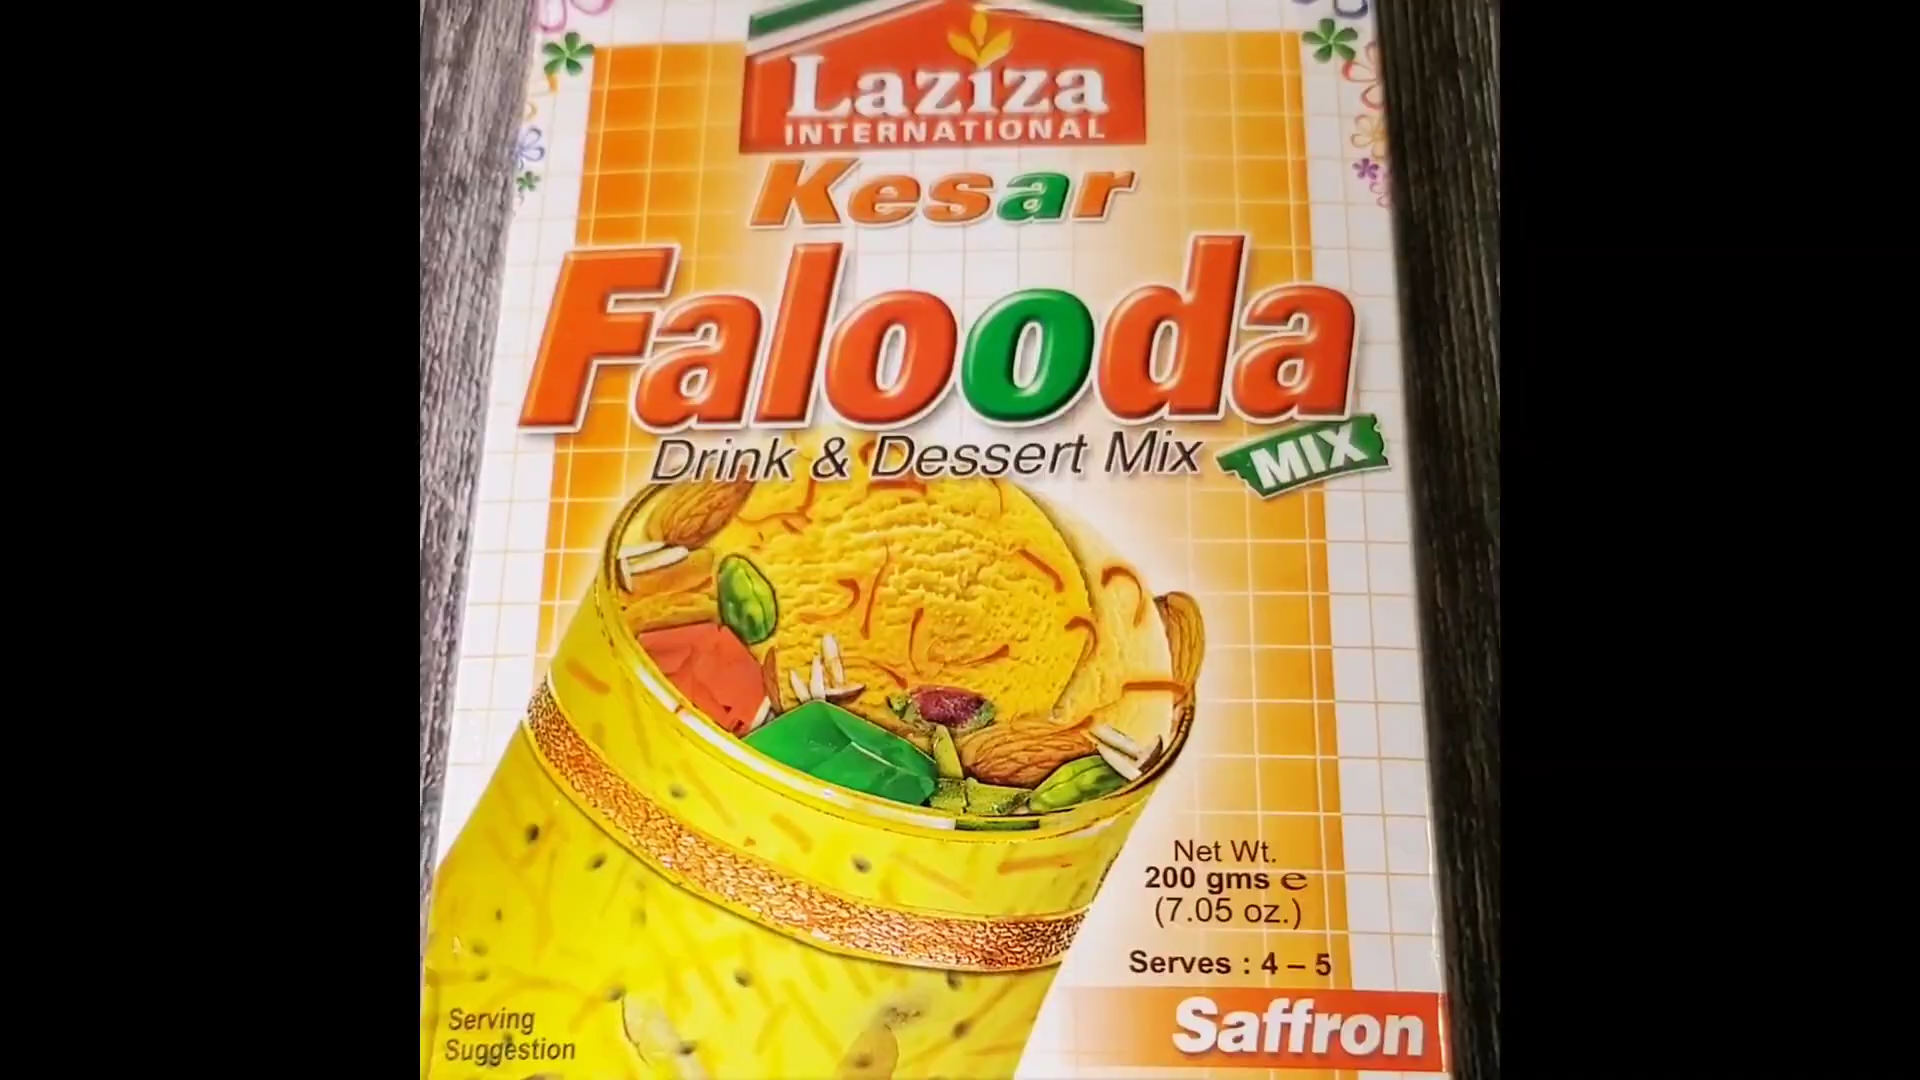 Laziza
INTERNATIONAL
Kesar
Falooda
Drink & Dessert Mix
MIX
Net Wt.
200 gms ℮
(7.05 oz.)
Serves : 4 – 5
Saffron
Serving
Suggestion